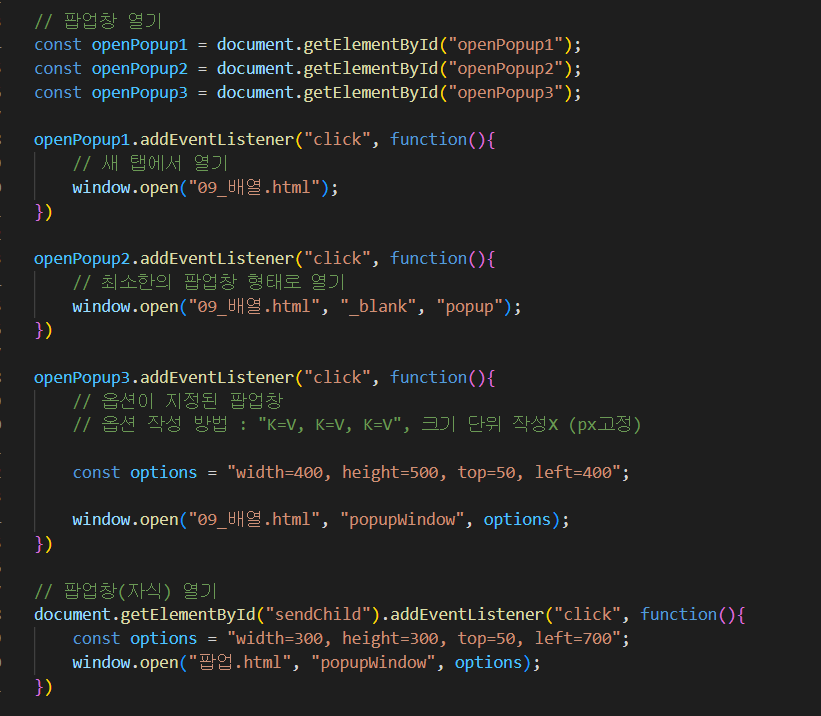 // 팝업창 열기
const openPopup1 = document.getElementById("openPopup1");
const openPopup2 = document.getElementById("openPopup2");
const openPopup3 = document.getElementById("openPopup3");
openPopup1.addEventListener("click", function(){
// 새 탭에서 열기
window.open("09_배열.html");
})
openPopup2.addEventListener("click", function(){
// 최소한의 팝업창 형태로 열기
window.open("09_배열.html", "_blank", "popup");
})
openPopup3.addEventListener("click", function(){
// 옵션이 지정된 팝업창
// 옵션 작성 방법 : "K=V, K=V, K=V", 크기 단위 작성X (px고정)
const options = "width=400, height=500, top=50, left=400";
window.open("09_배열.html", "popupWindow", options);
})
// 팝업창(자식) 열기
document.getElementById("sendChild").addEventListener("click", function(){
const options = "width=300, height=300, top=50, left=700";
window.open("팝업.html", "popupWindow", options);
})